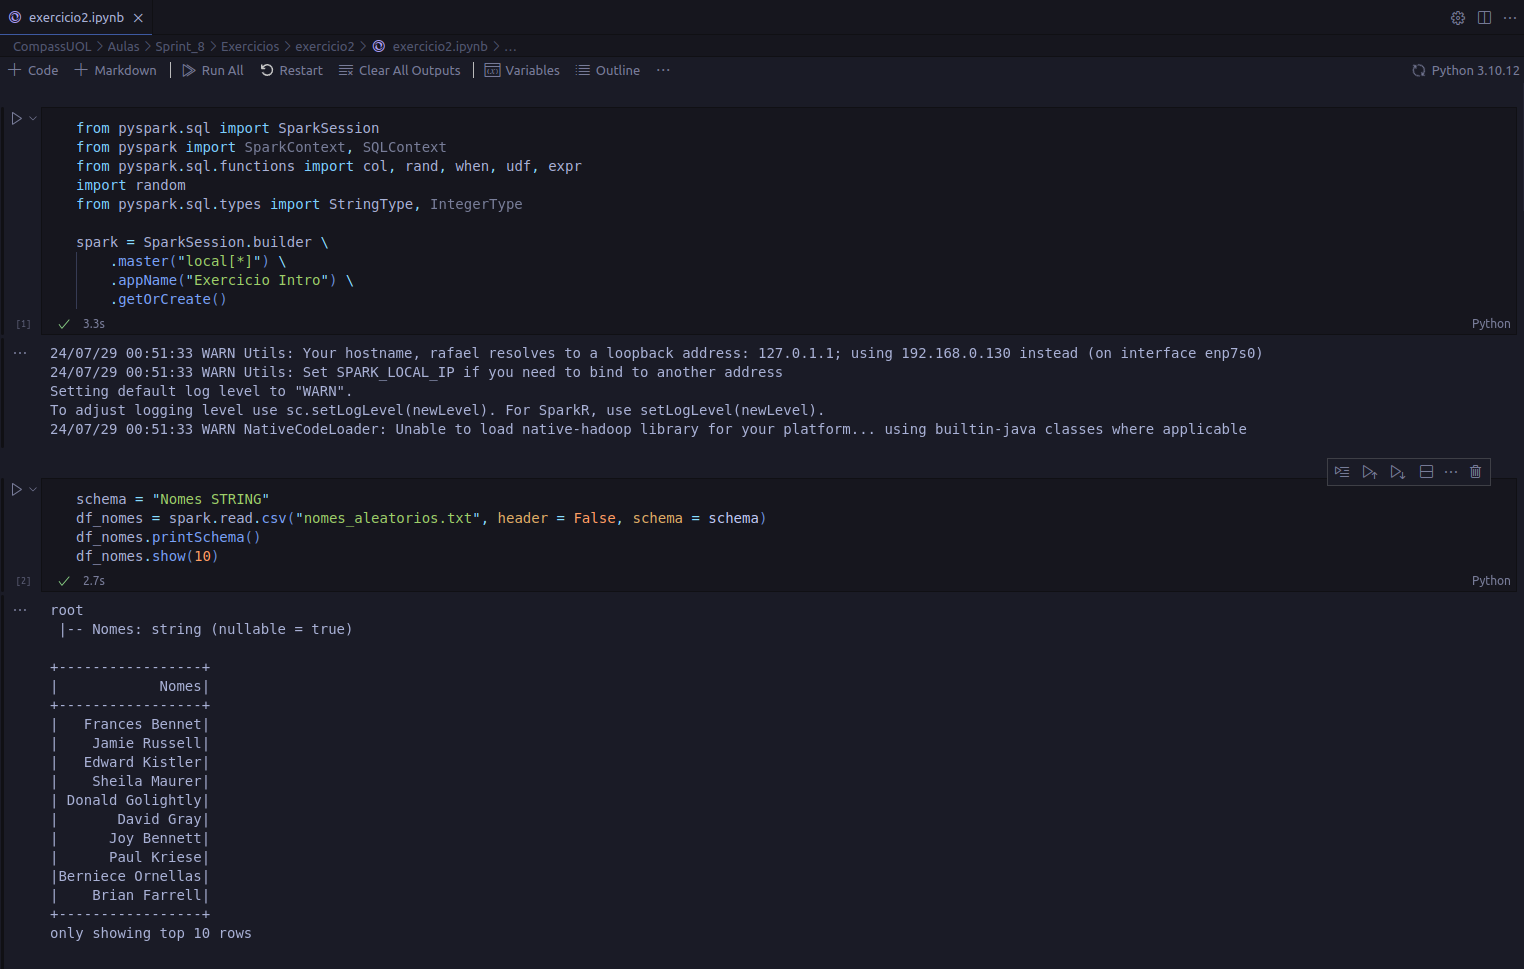 exercicio2.ipynb
CompassUOL > Aulas > Sprint_8 > Exercicios > exercicio2 > exercicio2.ipynb > ...
Code Markdown Run All Restart Clear All Outputs Variables Outline ... Python 3.10.12
from pyspark.sql import SparkSession
from pyspark import SparkContext, SQLContext
from pyspark.sql.functions import col, rand, when, udf, expr
import random
from pyspark.sql.types import StringType, IntegerType
spark = SparkSession.builder \
    .master("local[*]") \
    .appName("Exercicio Intro") \
    .getOrCreate()
[1] 3.3s Python
24/07/29 00:51:33 WARN Utils: Your hostname, rafael resolves to a loopback address: 127.0.1.1; using 192.168.0.130 instead (on interface enp7s0)
24/07/29 00:51:33 WARN Utils: Set SPARK_LOCAL_IP if you need to bind to another address
Setting default log level to "WARN".
To adjust logging level use sc.setLogLevel(newLevel). For SparkR, use setLogLevel(newLevel).
24/07/29 00:51:33 WARN NativeCodeLoader: Unable to load native-hadoop library for your platform... using builtin-java classes where applicable
schema = "Nomes STRING"
df_nomes = spark.read.csv("nomes_aleatorios.txt", header = False, schema = schema)
df_nomes.printSchema()
df_nomes.show(10)
[2] 2.7s Python
root
 |-- Nomes: string (nullable = true)
+-----------------+
|            Nomes|
+-----------------+
|   Frances Bennet|
|    Jamie Russell|
|   Edward Kistler|
|    Sheila Maurer|
| Donald Golightly|
|       David Gray|
|      Joy Bennett|
|      Paul Kriese|
|Berniece Ornellas|
|    Brian Farrell|
+-----------------+
only showing top 10 rows